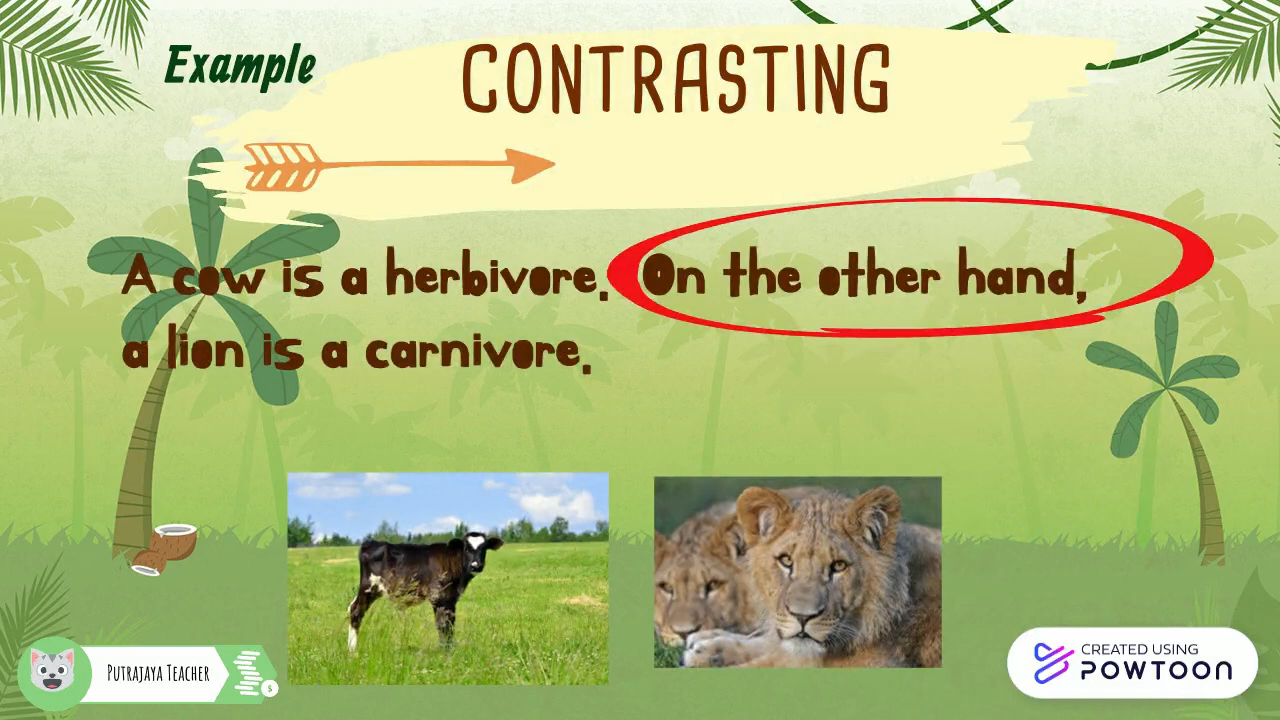 Example
CONTRASTING
A cow is a herbivore. On the other hand,
a lion is a carnivore.
PUTRAJAYA TEACHER
$
CREATED USING
POWTOON